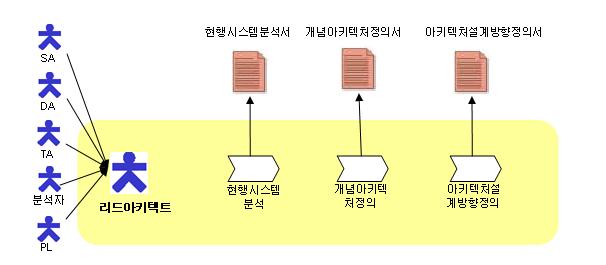 현행시스템분석서
개념아키텍처정의서
아키텍처설계방향정의서
SA
DA
TA
분석자
PL
리드아키텍트
현행시스템
분석
개념아키텍
처정의
아키텍처설
계방향정의